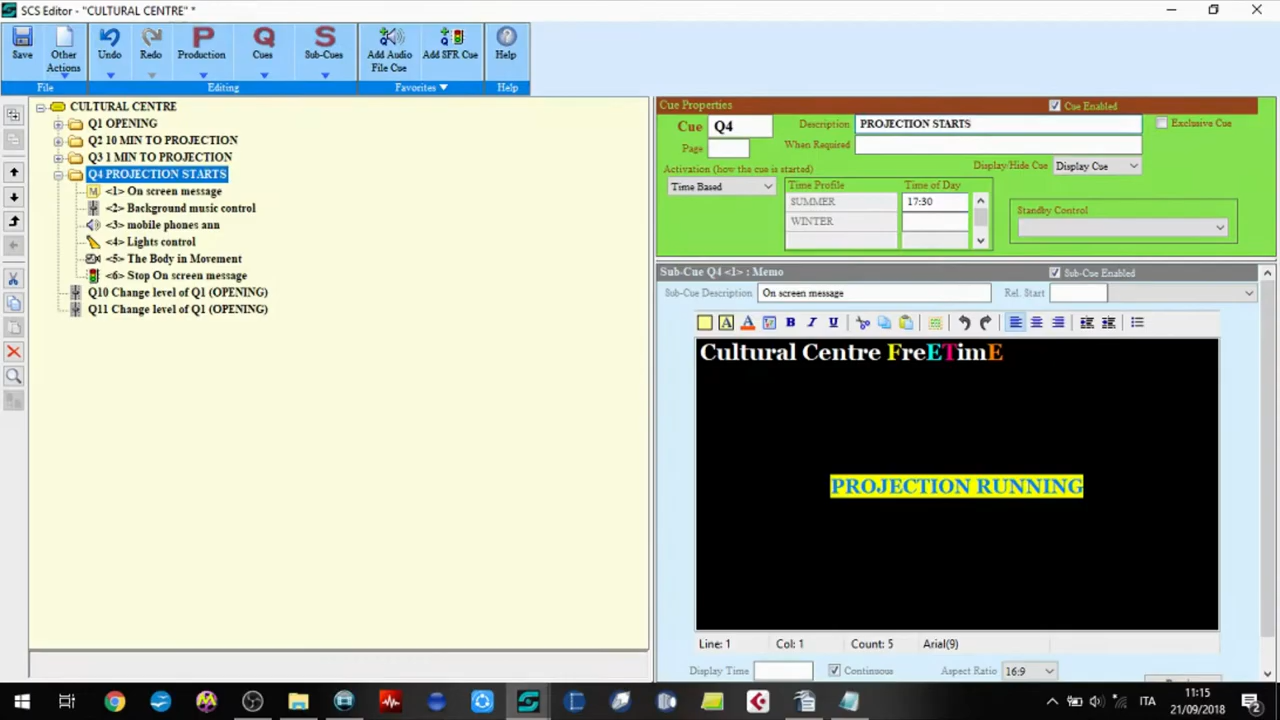 SCS Editor - "CULTURAL CENTRE" *
Save
Other Actions
Undo
Redo
Production
Cues
Sub-Cues
Add Audio File Cue
Add SFR Cue
Help
File
Editing
Favorites
Help
CULTURAL CENTRE
Q1 OPENING
Q2 10 MIN TO PROJECTION
Q3 1 MIN TO PROJECTION
Q4 PROJECTION STARTS
<1> On screen message
<2> Background music control
<3> mobile phones ann
<4> Lights control
<5> The Body in Movement
<6> Stop On screen message
Q10 Change level of Q1 (OPENING)
Q11 Change level of Q1 (OPENING)
Cue Properties
Cue Enabled
Cue Q4
Description PROJECTION STARTS
Exclusive Cue
Page
When Required
Activation (how the cue is started)
Display/Hide Cue Display Cue
Time Based
Time Profile Time of Day
SUMMER 17:30
WINTER
Standby Control
Sub-Cue Q4 <1> : Memo
Sub-Cue Enabled
Sub-Cue Description On screen message
Rel. Start
Cultural Centre FreETimE
PROJECTION RUNNING
Line: 1 Col: 1 Count: 5 Arial(9)
Display Time
Continuous
Aspect Ratio 16:9
ITA
11:15
21/09/2018
2